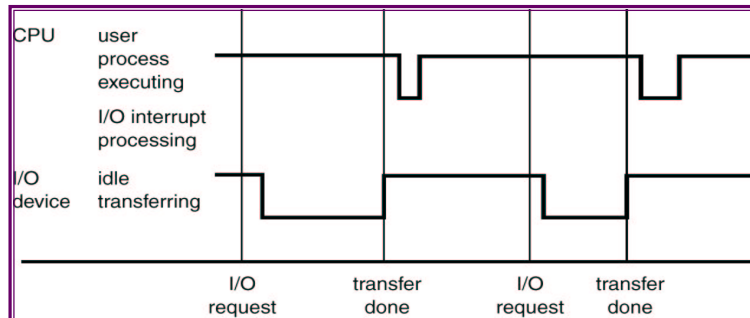 CPU user
process
executing
I/O interrupt
processing
I/O idle
device transferring
I/O transfer I/O transfer
request done request done